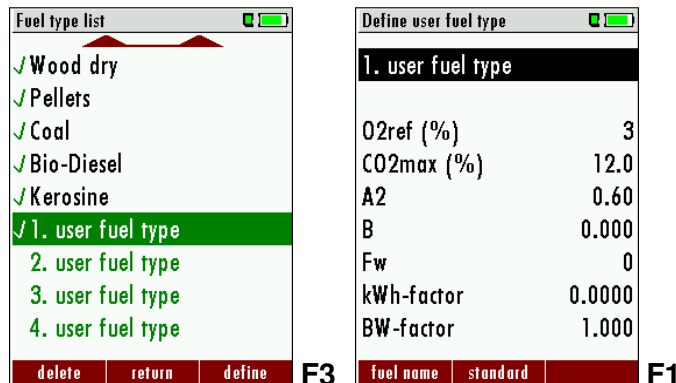 Fuel type list
√ Wood dry
√ Pellets
√ Coal
√ Bio-Diesel
√ Kerosine
√ 1. user fuel type
2. user fuel type
3. user fuel type
4. user fuel type
delete return define
F3
Define user fuel type
1. user fuel type
O2ref (%) 3
CO2max (%) 12.0
A2 0.60
B 0.000
Fw 0
kWh-factor 0.0000
BW-factor 1.000
fuel name standard
F1